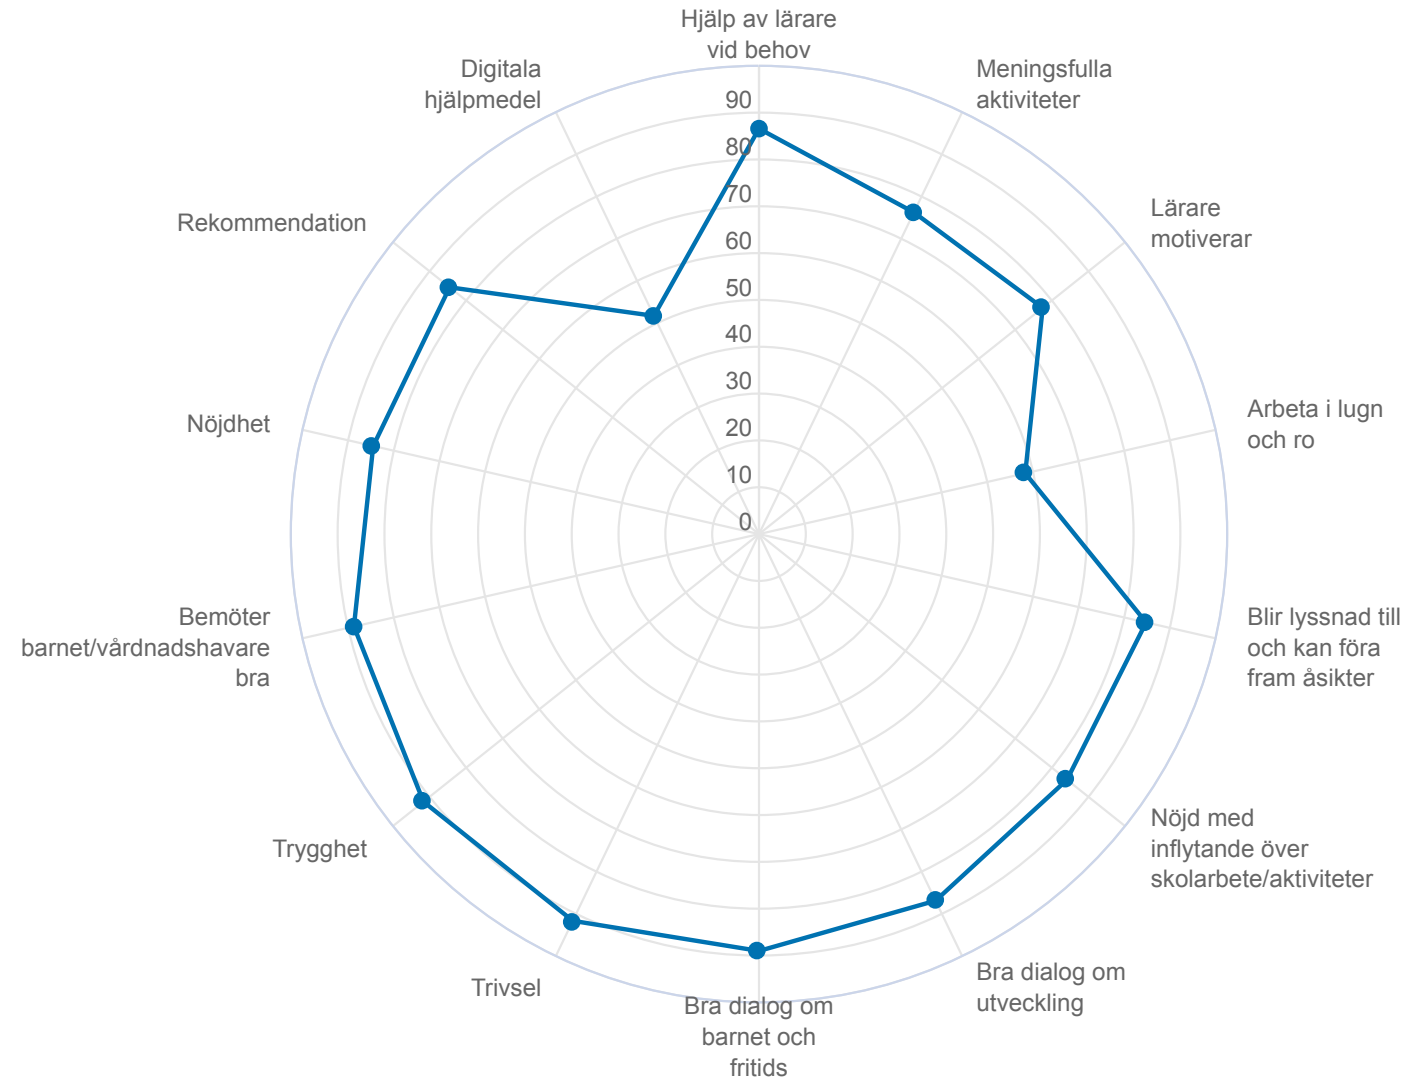 Hjälp av lärare
vid behov
Meningsfulla
aktiviteter
Lärare
motiverar
Arbeta i lugn
och ro
Blir lyssnad till
och kan föra
fram åsikter
Nöjd med
inflytande över
skolarbete/aktiviteter
Bra dialog om
utveckling
Bra dialog om
barnet och
fritids
Trivsel
Trygghet
Bemöter
barnet/vårdnadshavare
bra
Nöjdhet
Rekommendation
Digitala
hjälpmedel
90
80
70
60
50
40
30
20
10
0